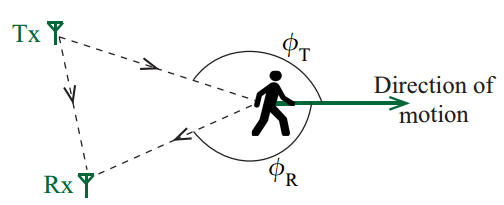 Tx
ϕT
Direction of
motion
Rx
ϕR